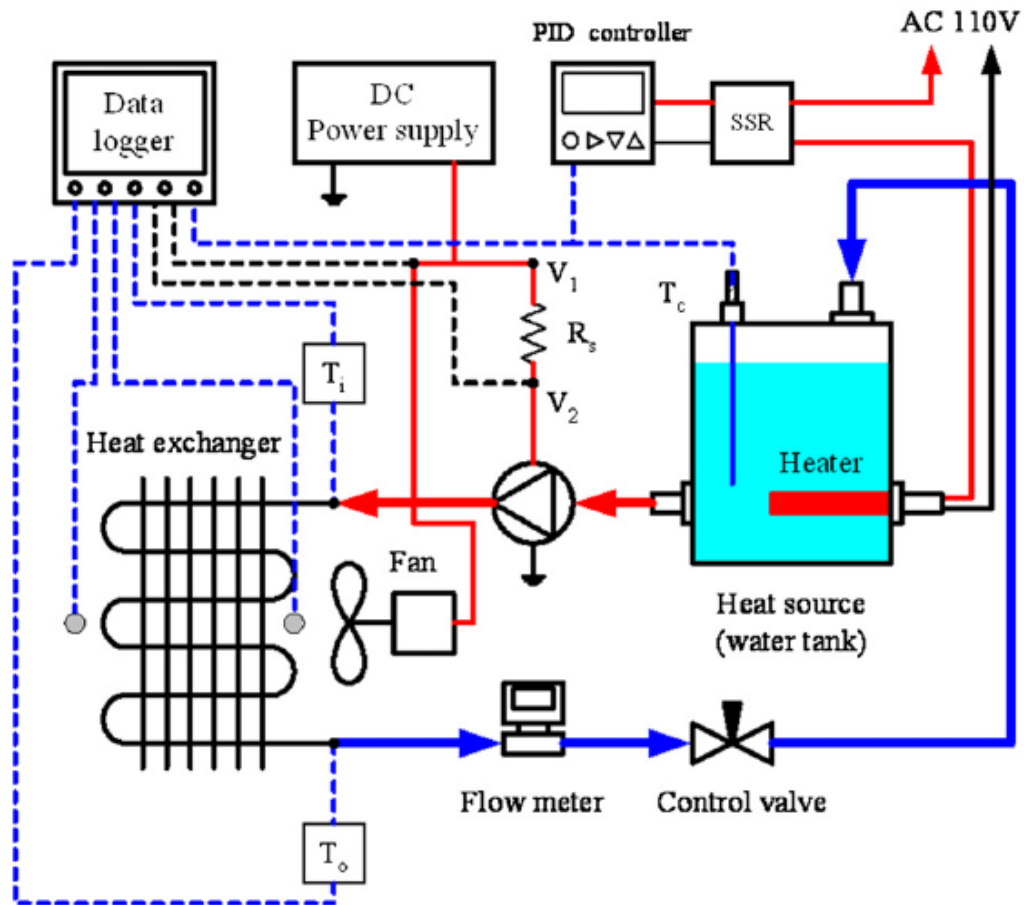 AC 110V
PID controller
Data
logger
DC
Power supply
SSR
V1
Tc
Rs
Ti
V2
Heat exchanger
Heater
Fan
Heat source
(water tank)
Flow meter
Control valve
To